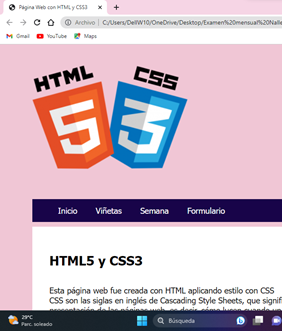 Página Web con HTML y CSS3
Archivo C:/Users/DellW10/OneDrive/Desktop/Examen%20mensual%20Nalle
Gmail YouTube Maps
HTML CSS
5 3
Inicio Viñetas Semana Formulario
HTML5 y CSS3
Esta página web fue creada con HTML aplicando estilo con CSS
CSS son las siglas en inglés de Cascading Style Sheets, que signifi
29°C
Parc. soleado
Búsqueda